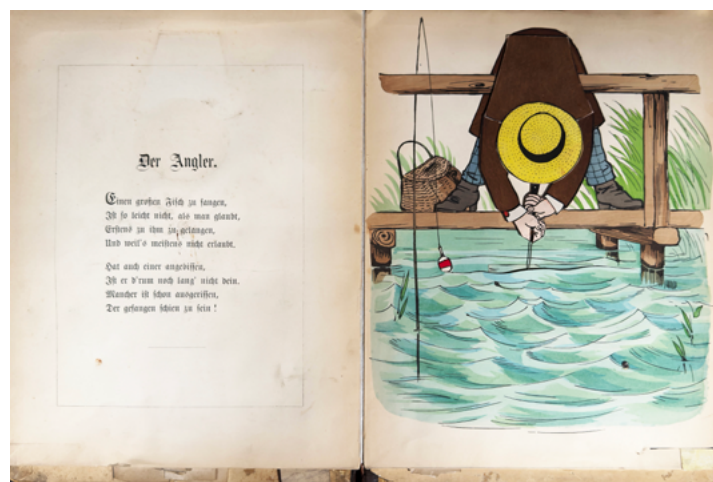 Der Angler.
Einen großen Fisch zu fangen,
Ist so leicht nicht, als man glaubt,
Erstens zu ihm zu gelangen,
Und weil's meistens nicht erlaubt.
Hat auch einer angebissen,
Ist er d'rum noch lang' nicht dein.
Mancher ist schon ausgerissen,
Der gefangen schien zu sein!